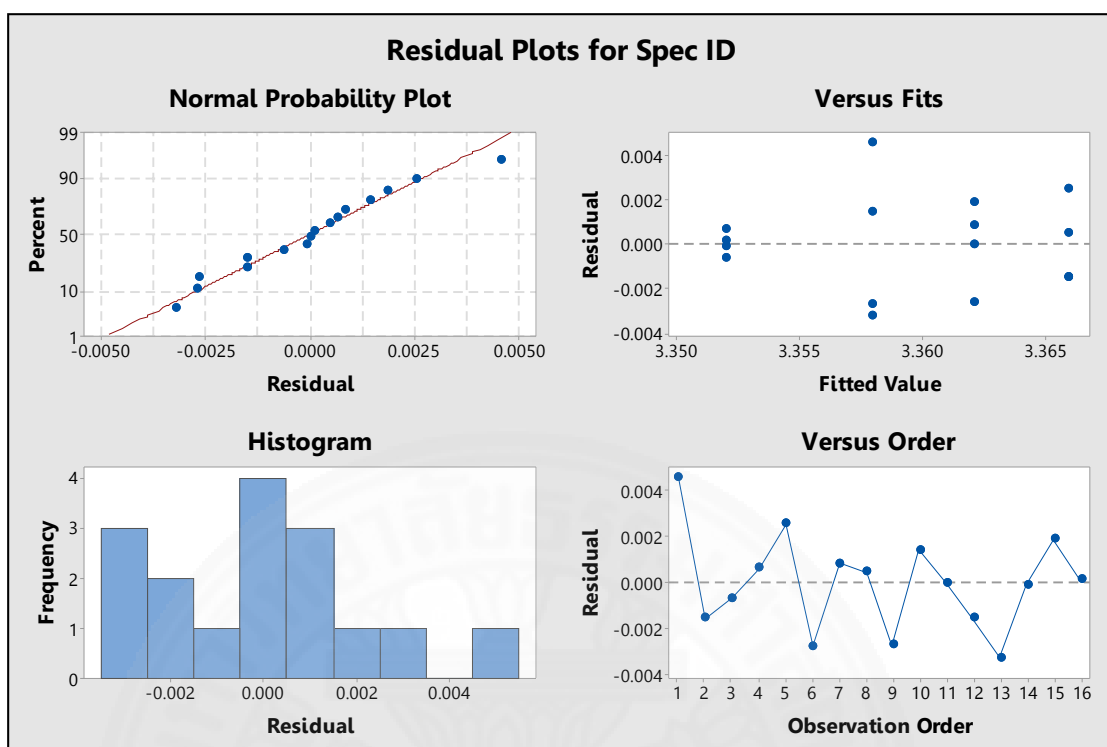 Residual Plots for Spec ID
Normal Probability Plot
Percent
99
90
50
10
1
-0.0050 -0.0025 0.0000 0.0025 0.0050
Residual
Versus Fits
Residual
0.004
0.002
0.000
-0.002
-0.004
3.350 3.355 3.360 3.365
Fitted Value
Histogram
Frequency
4
3
2
1
0
-0.002 0.000 0.002 0.004
Residual
Versus Order
Residual
0.004
0.002
0.000
-0.002
-0.004
1 2 3 4 5 6 7 8 9 10 11 12 13 14 15 16
Observation Order